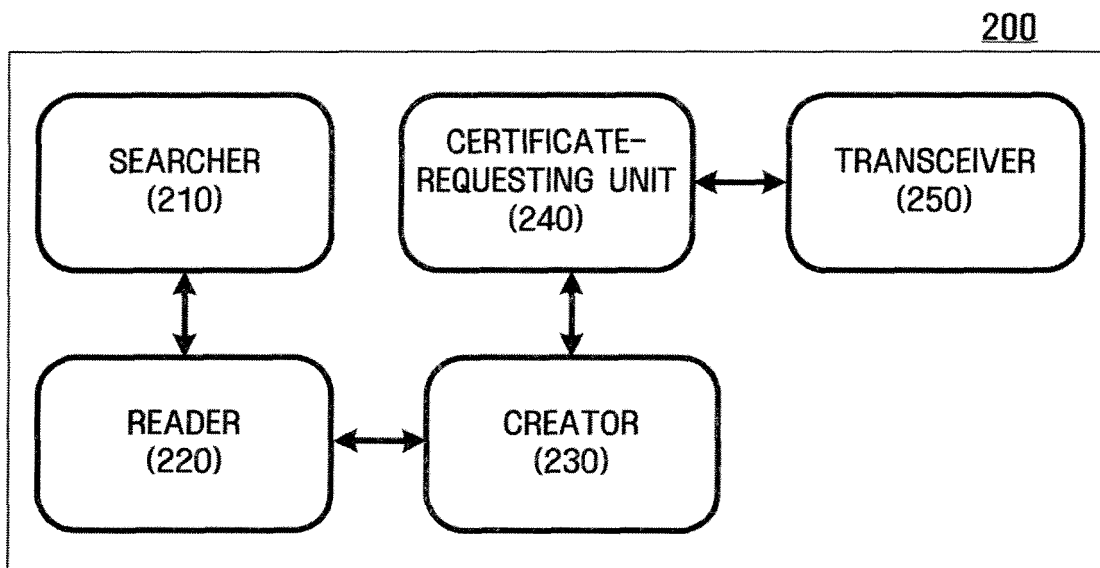 200
SEARCHER
(210)
CERTIFICATE-
REQUESTING UNIT
(240)
TRANSCEIVER
(250)
READER
(220)
CREATOR
(230)